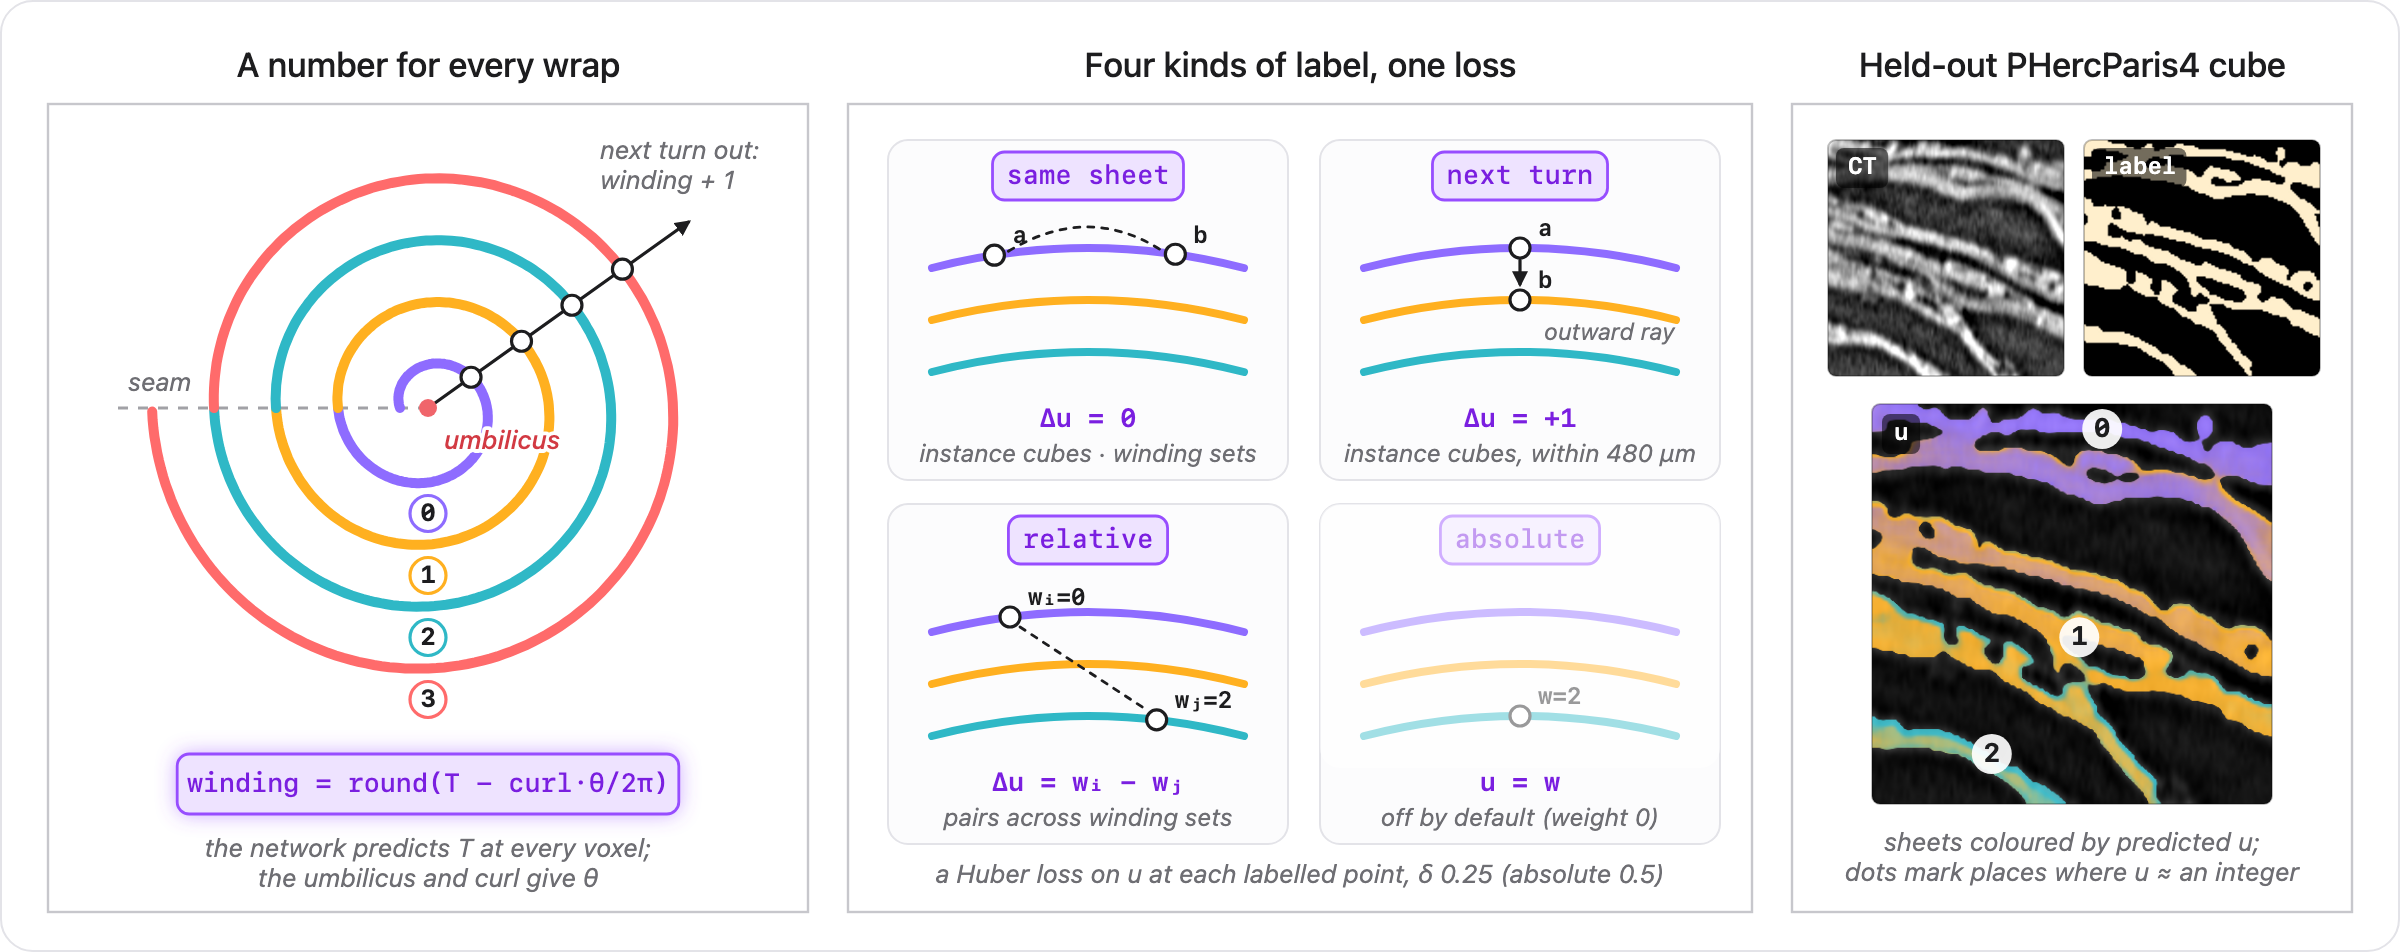 A number for every wrap
next turn out:
winding + 1
seam
umbilicus
0
1
2
3
winding = round(T − curl·θ/2π)
the network predicts T at every voxel;
the umbilicus and curl give θ
Four kinds of label, one loss
same sheet
a
b
Δu = 0
instance cubes · winding sets
next turn
a
b
outward ray
Δu = +1
instance cubes, within 480 µm
relative
wᵢ=0
wⱼ=2
Δu = wᵢ − wⱼ
pairs across winding sets
absolute
w=2
u = w
off by default (weight 0)
a Huber loss on u at each labelled point, δ 0.25 (absolute 0.5)
Held-out PHercParis4 cube
CT
label
u
0
1
2
sheets coloured by predicted u;
dots mark places where u ≈ an integer